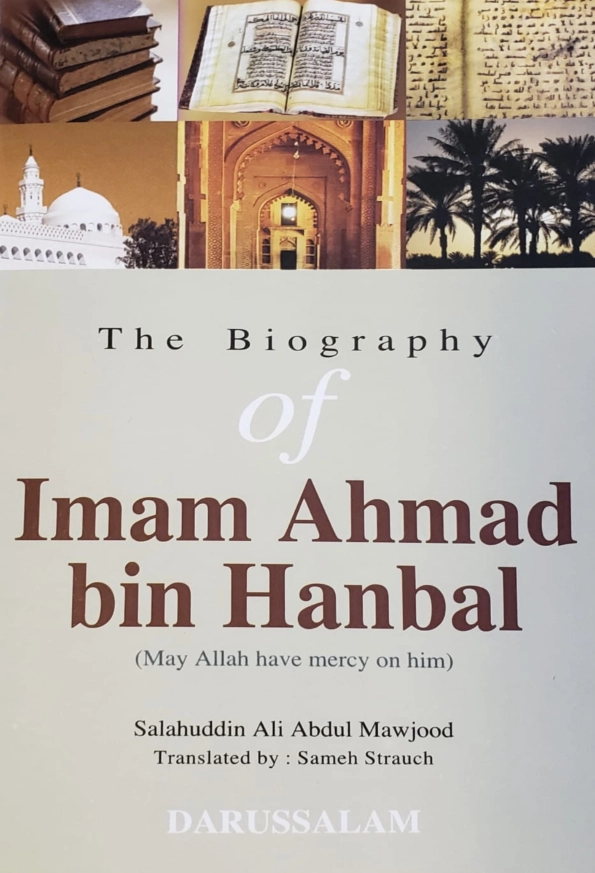 The Biography
of
Imam Ahmad
bin Hanbal
(May Allah have mercy on him)
Salahuddin Ali Abdul Mawjood
Translated by : Sameh Strauch
DARUSSALAM